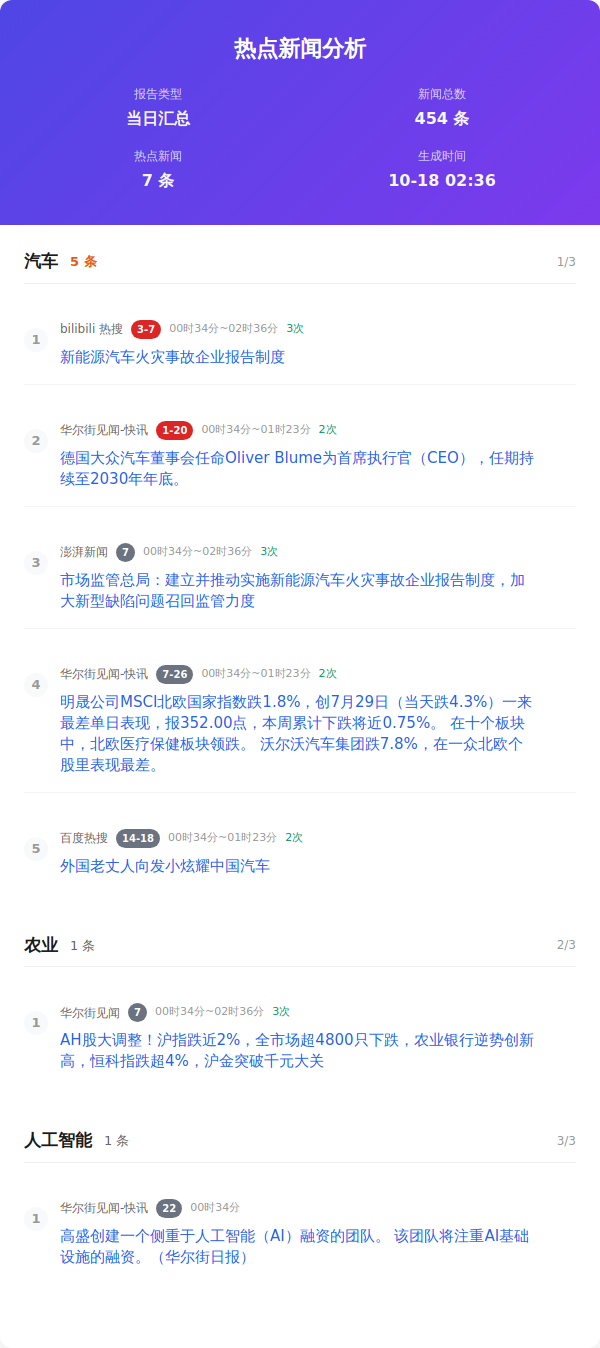 热点新闻分析
报告类型
当日汇总
新闻总数
454 条
热点新闻
7 条
生成时间
10-18 02:36
汽车 5 条 1/3
1
bilibili 热搜 3-7 00时34分~02时36分 3次
新能源汽车火灾事故企业报告制度
2
华尔街见闻-快讯 1-20 00时34分~01时23分 2次
德国大众汽车董事会任命Oliver Blume为首席执行官（CEO），任期持
续至2030年年底。
3
澎湃新闻 7 00时34分~02时36分 3次
市场监管总局：建立并推动实施新能源汽车火灾事故企业报告制度，加
大新型缺陷问题召回监管力度
4
华尔街见闻-快讯 7-26 00时34分~01时23分 2次
明晟公司MSCI北欧国家指数跌1.8%，创7月29日（当天跌4.3%）一来
最差单日表现，报352.00点，本周累计下跌将近0.75%。 在十个板块
中，北欧医疗保健板块领跌。 沃尔沃汽车集团跌7.8%，在一众北欧个
股里表现最差。
5
百度热搜 14-18 00时34分~01时23分 2次
外国老丈人向发小炫耀中国汽车
农业 1 条 2/3
1
华尔街见闻 7 00时34分~02时36分 3次
AH股大调整！沪指跌近2%，全市场超4800只下跌，农业银行逆势创新
高，恒科指跌超4%，沪金突破千元大关
人工智能 1 条 3/3
1
华尔街见闻-快讯 22 00时34分
高盛创建一个侧重于人工智能（AI）融资的团队。 该团队将注重AI基础
设施的融资。（华尔街日报）